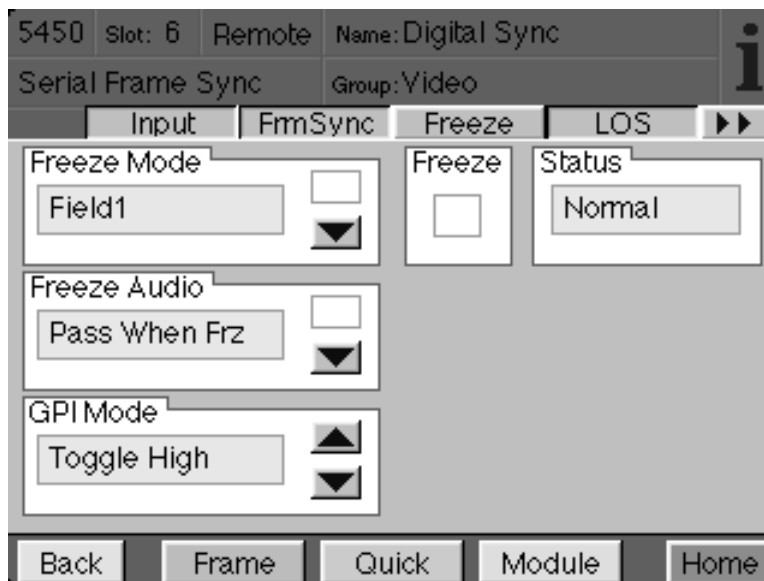 5450 Slot: 6 Remote Name: Digital Sync
Serial Frame Sync Group: Video
i
Input FrmSync Freeze LOS
Freeze Mode
Field1
Freeze
Status
Normal
Freeze Audio
Pass When Frz
GPI Mode
Toggle High
Back Frame Quick Module Home